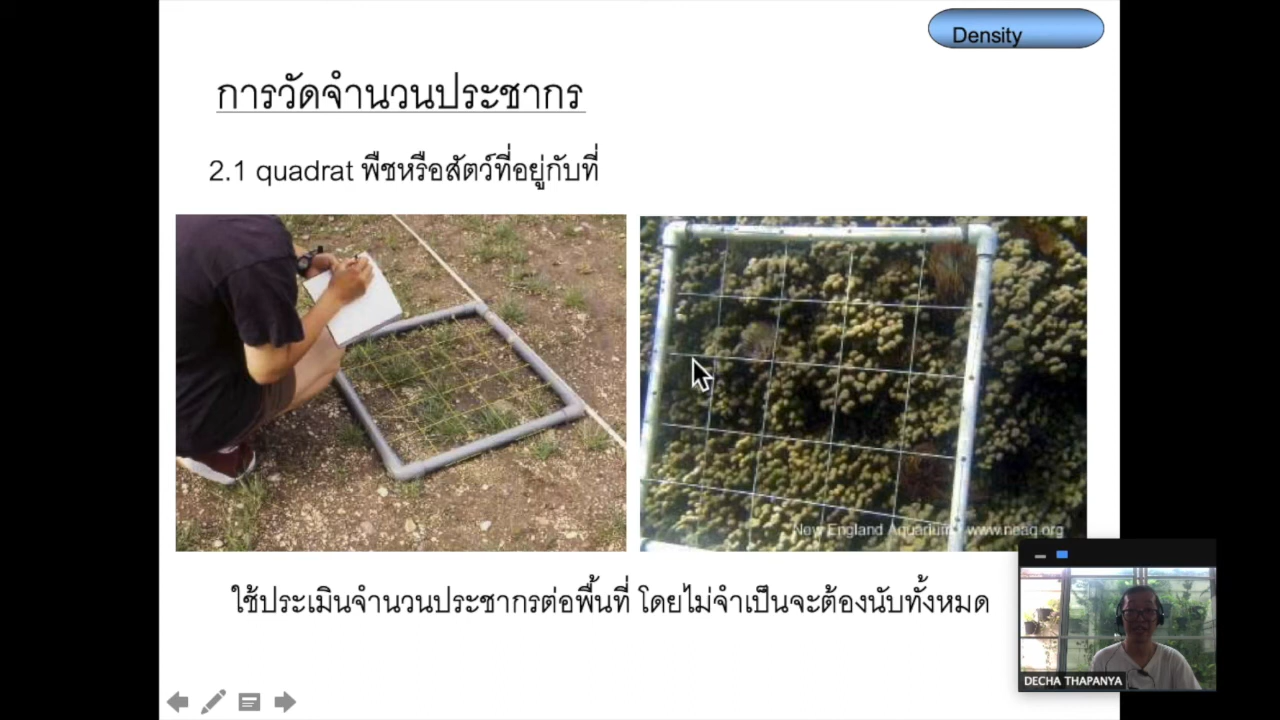 Density
การวัดจำนวนประชากร
2.1 quadrat พืชหรือสัตว์ที่อยู่กับที่
New England Aquarium www.neaq.org
ใช้ประเมินจำนวนประชากรต่อพื้นที่ โดยไม่จำเป็นจะต้องนับทั้งหมด
DECHA THAPANYA